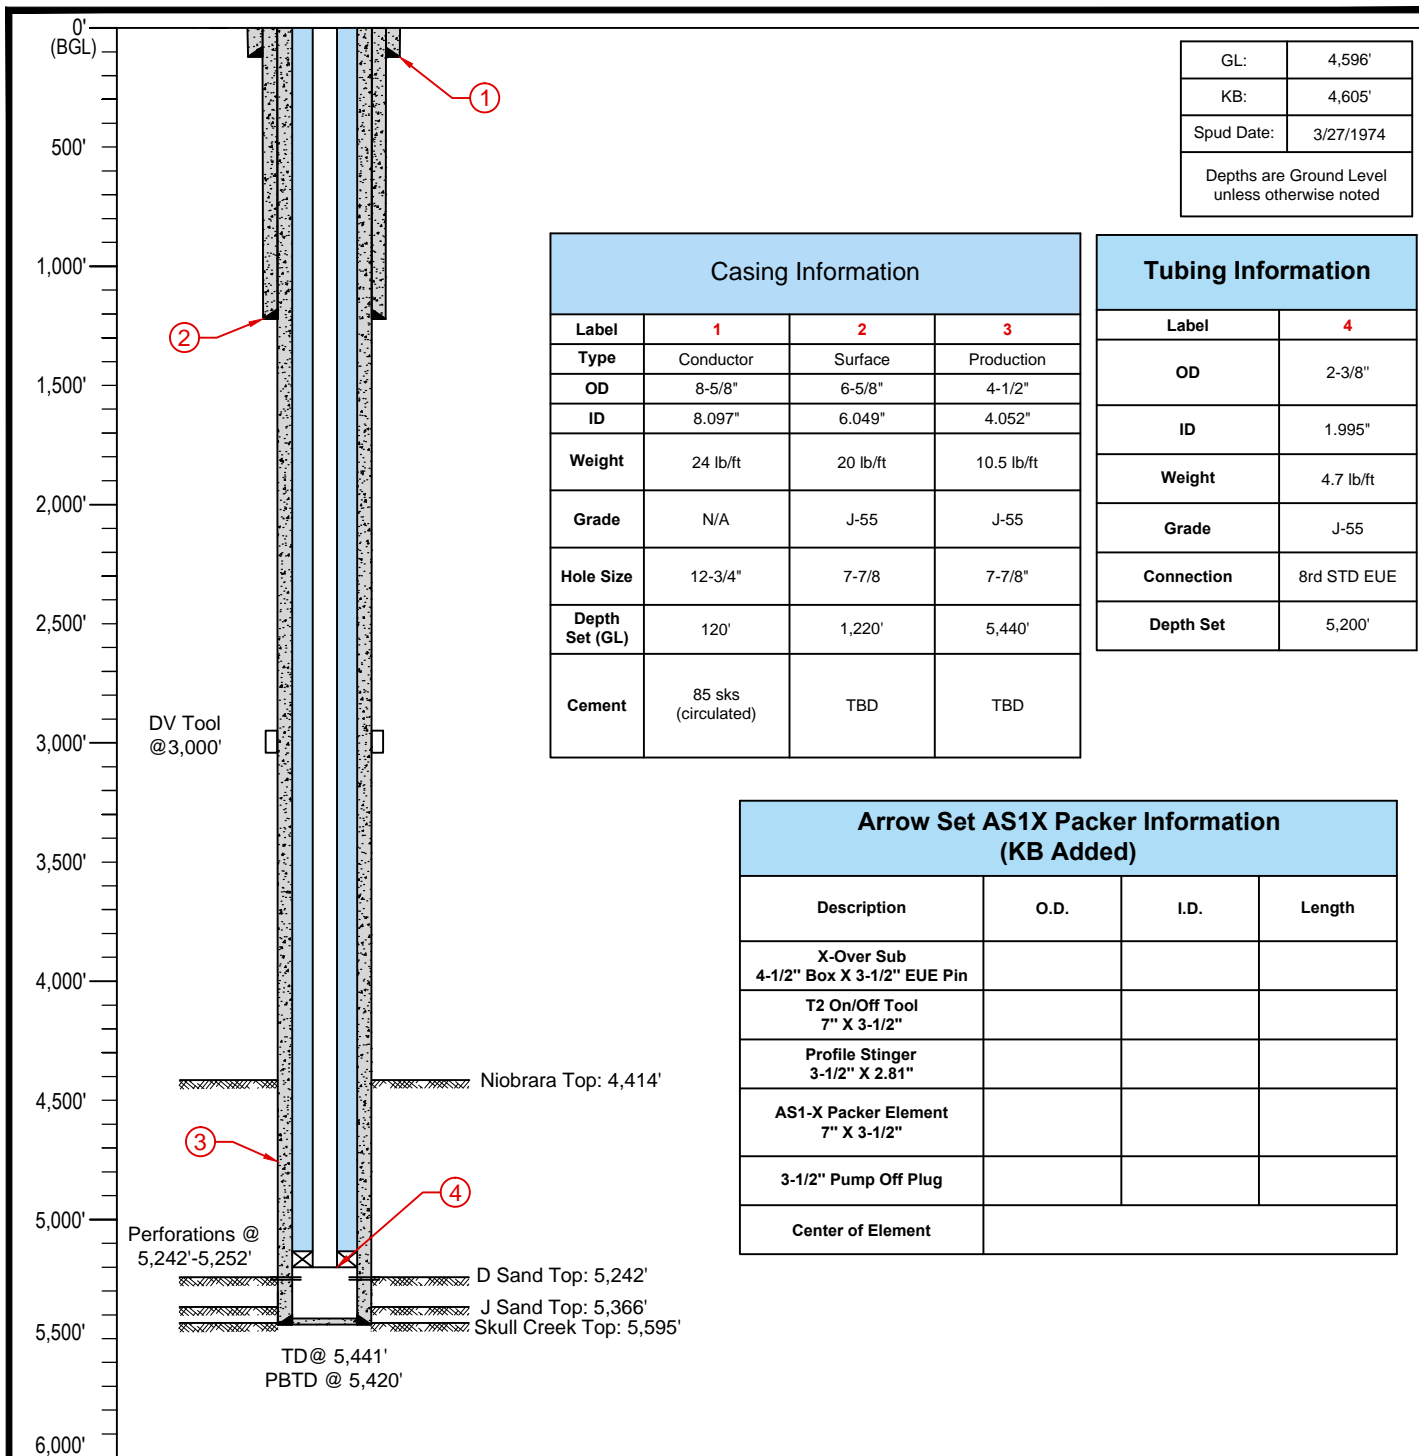 0'
(BGL)
500'
1,000'
1,500'
2,000'
2,500'
3,000'
3,500'
4,000'
4,500'
5,000'
5,500'
6,000'
1
2
3
4
DV Tool
@3,000'
Perforations @
5,242'-5,252'
Niobrara Top: 4,414'
D Sand Top: 5,242'
J Sand Top: 5,366'
Skull Creek Top: 5,595'
TD@ 5,441'
PBTD @ 5,420'
GL: 4,596'
KB: 4,605'
Spud Date: 3/27/1974
Depths are Ground Level
unless otherwise noted
Casing Information
Label 1 2 3
Type Conductor Surface Production
OD 8-5/8" 6-5/8" 4-1/2"
ID 8.097" 6.049" 4.052"
Weight 24 lb/ft 20 lb/ft 10.5 lb/ft
Grade N/A J-55 J-55
Hole Size 12-3/4" 7-7/8 7-7/8"
Depth
Set (GL) 120' 1,220' 5,440'
Cement 85 sks
(circulated) TBD TBD
Tubing Information
Label 4
OD 2-3/8"
ID 1.995"
Weight 4.7 lb/ft
Grade J-55
Connection 8rd STD EUE
Depth Set 5,200'
Arrow Set AS1X Packer Information
(KB Added)
Description O.D. I.D. Length
X-Over Sub
4-1/2" Box X 3-1/2" EUE Pin
T2 On/Off Tool
7" X 3-1/2"
Profile Stinger
3-1/2" X 2.81"
AS1-X Packer Element
7" X 3-1/2"
3-1/2" Pump Off Plug
Center of Element